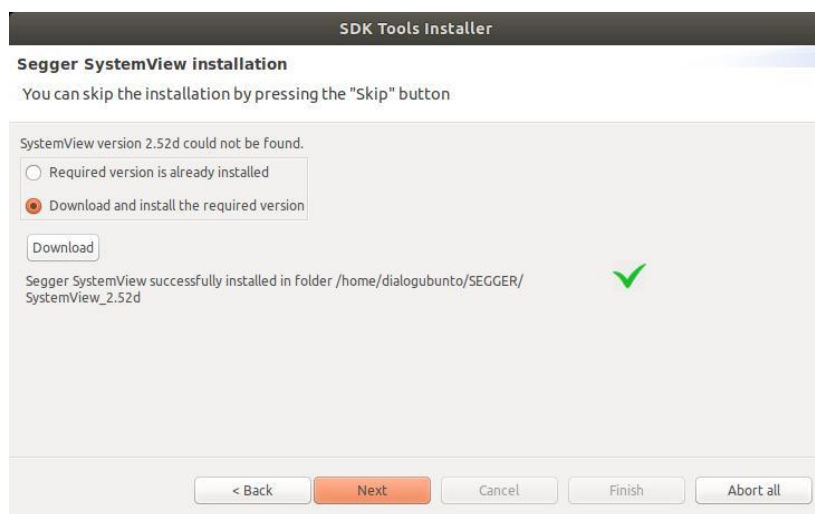 SDK Tools Installer
Segger SystemView installation
You can skip the installation by pressing the "Skip" button
SystemView version 2.52d could not be found.
Required version is already installed
Download and install the required version
Download
Segger SystemView successfully installed in folder /home/dialogubunto/SEGGER/
SystemView_2.52d
< Back
Next
Cancel
Finish
Abort all